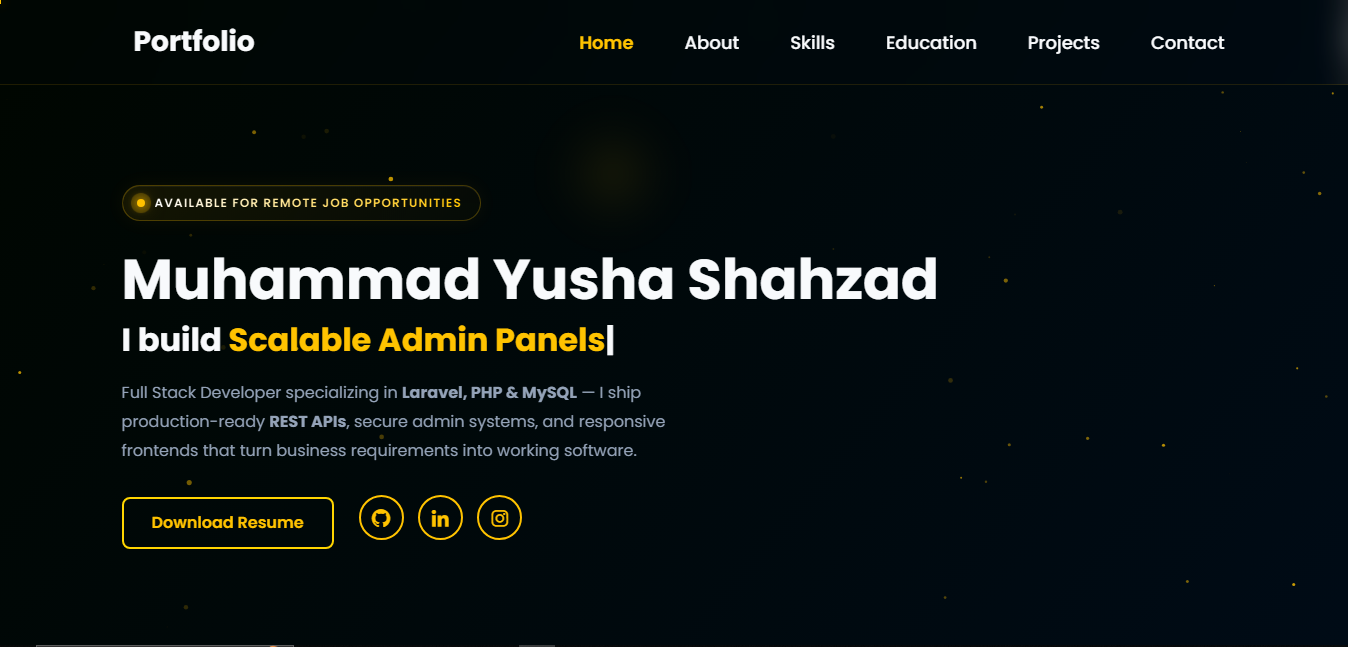 Portfolio
Home About Skills Education Projects Contact
AVAILABLE FOR REMOTE JOB OPPORTUNITIES
Muhammad Yusha Shahzad
I build Scalable Admin Panels|
Full Stack Developer specializing in Laravel, PHP & MySQL — I ship
production-ready REST APIs, secure admin systems, and responsive
frontends that turn business requirements into working software.
Download Resume
in